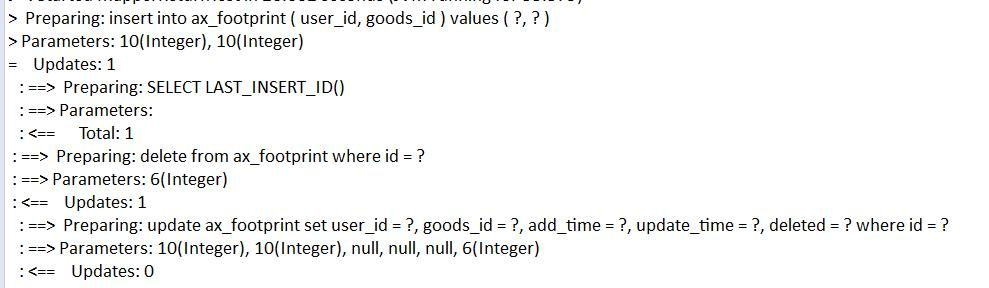 > Preparing: insert into ax_footprint ( user_id, goods_id ) values ( ?, ? )
> Parameters: 10(Integer), 10(Integer)
= Updates: 1
: ==> Preparing: SELECT LAST_INSERT_ID()
: ==> Parameters:
: <== Total: 1
: ==> Preparing: delete from ax_footprint where id = ?
: ==> Parameters: 6(Integer)
: <== Updates: 1
: ==> Preparing: update ax_footprint set user_id = ?, goods_id = ?, add_time = ?, update_time = ?, deleted = ? where id = ?
: ==> Parameters: 10(Integer), 10(Integer), null, null, null, 6(Integer)
: <== Updates: 0